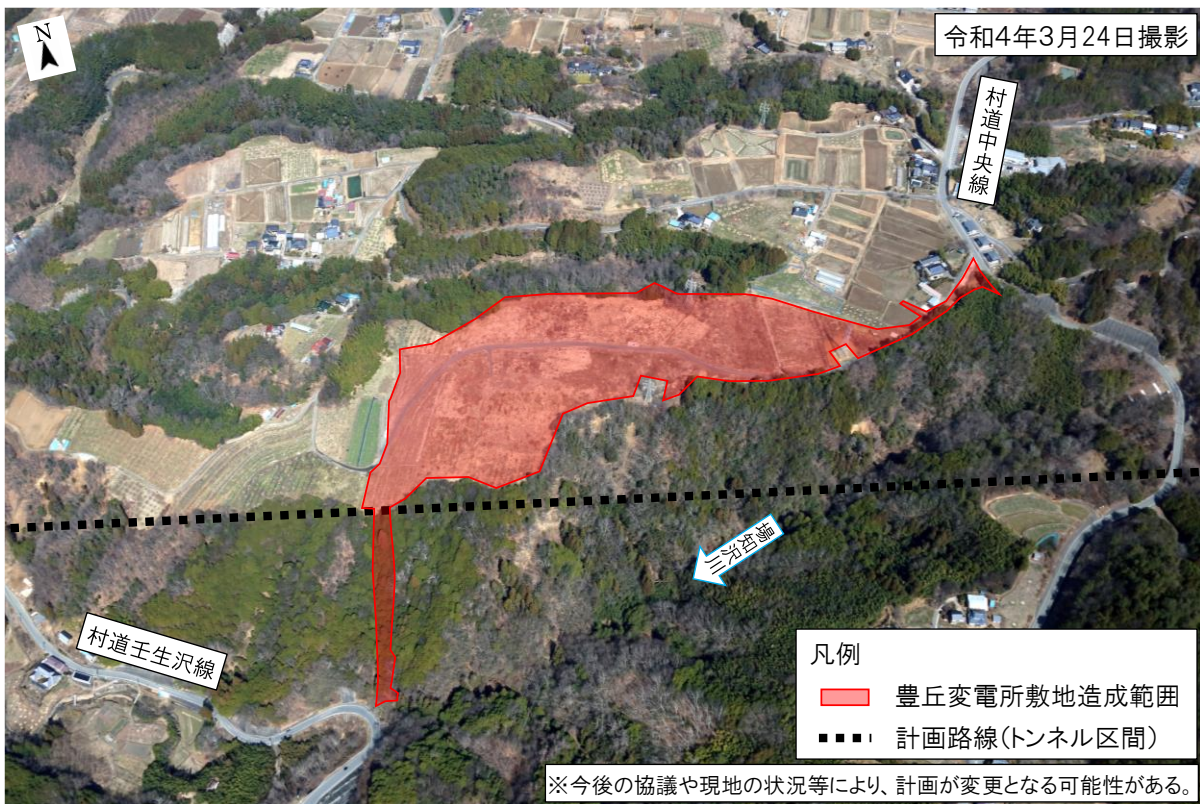 N
令和4年3月24日撮影
村道中央線
場知沢川
村道壬生沢線
凡例
豊丘変電所敷地造成範囲
計画路線(トンネル区間)
※今後の協議や現地の状況等により、計画が変更となる可能性がある。